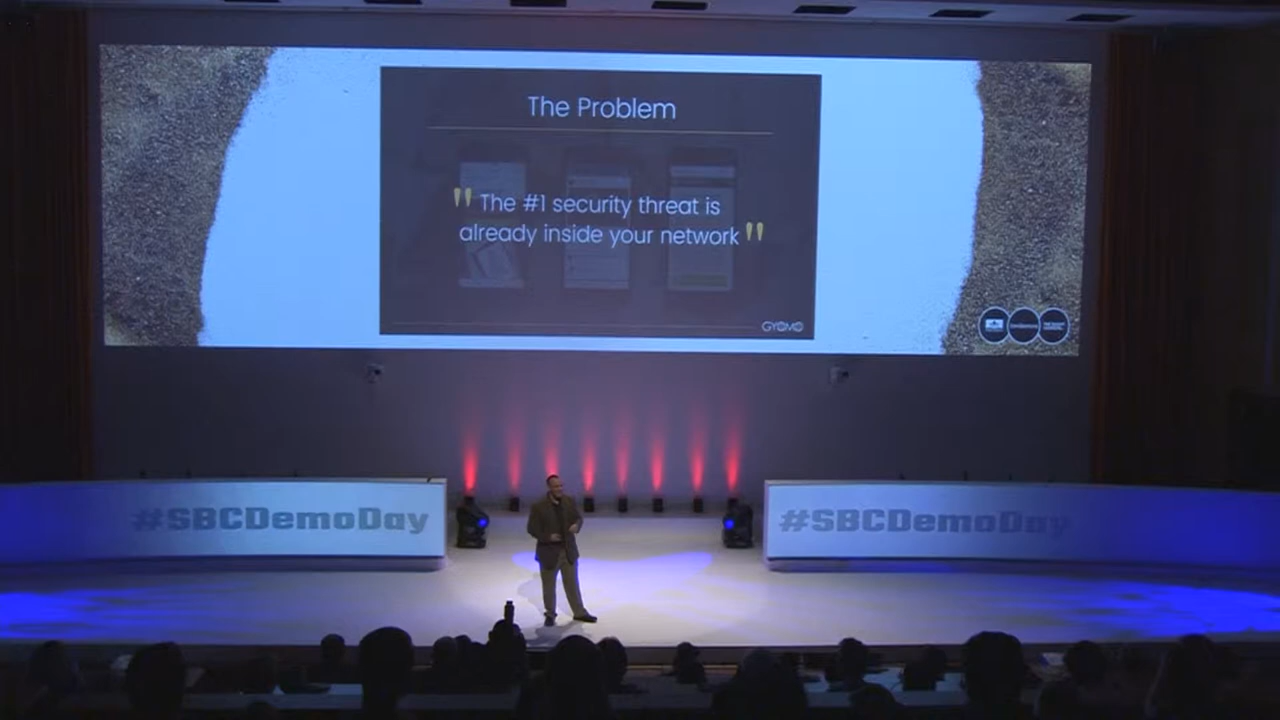 The Problem
" The #1 security threat is
already inside your network "
GYOMO
#SBCDemoDay
#SBCDemoDay